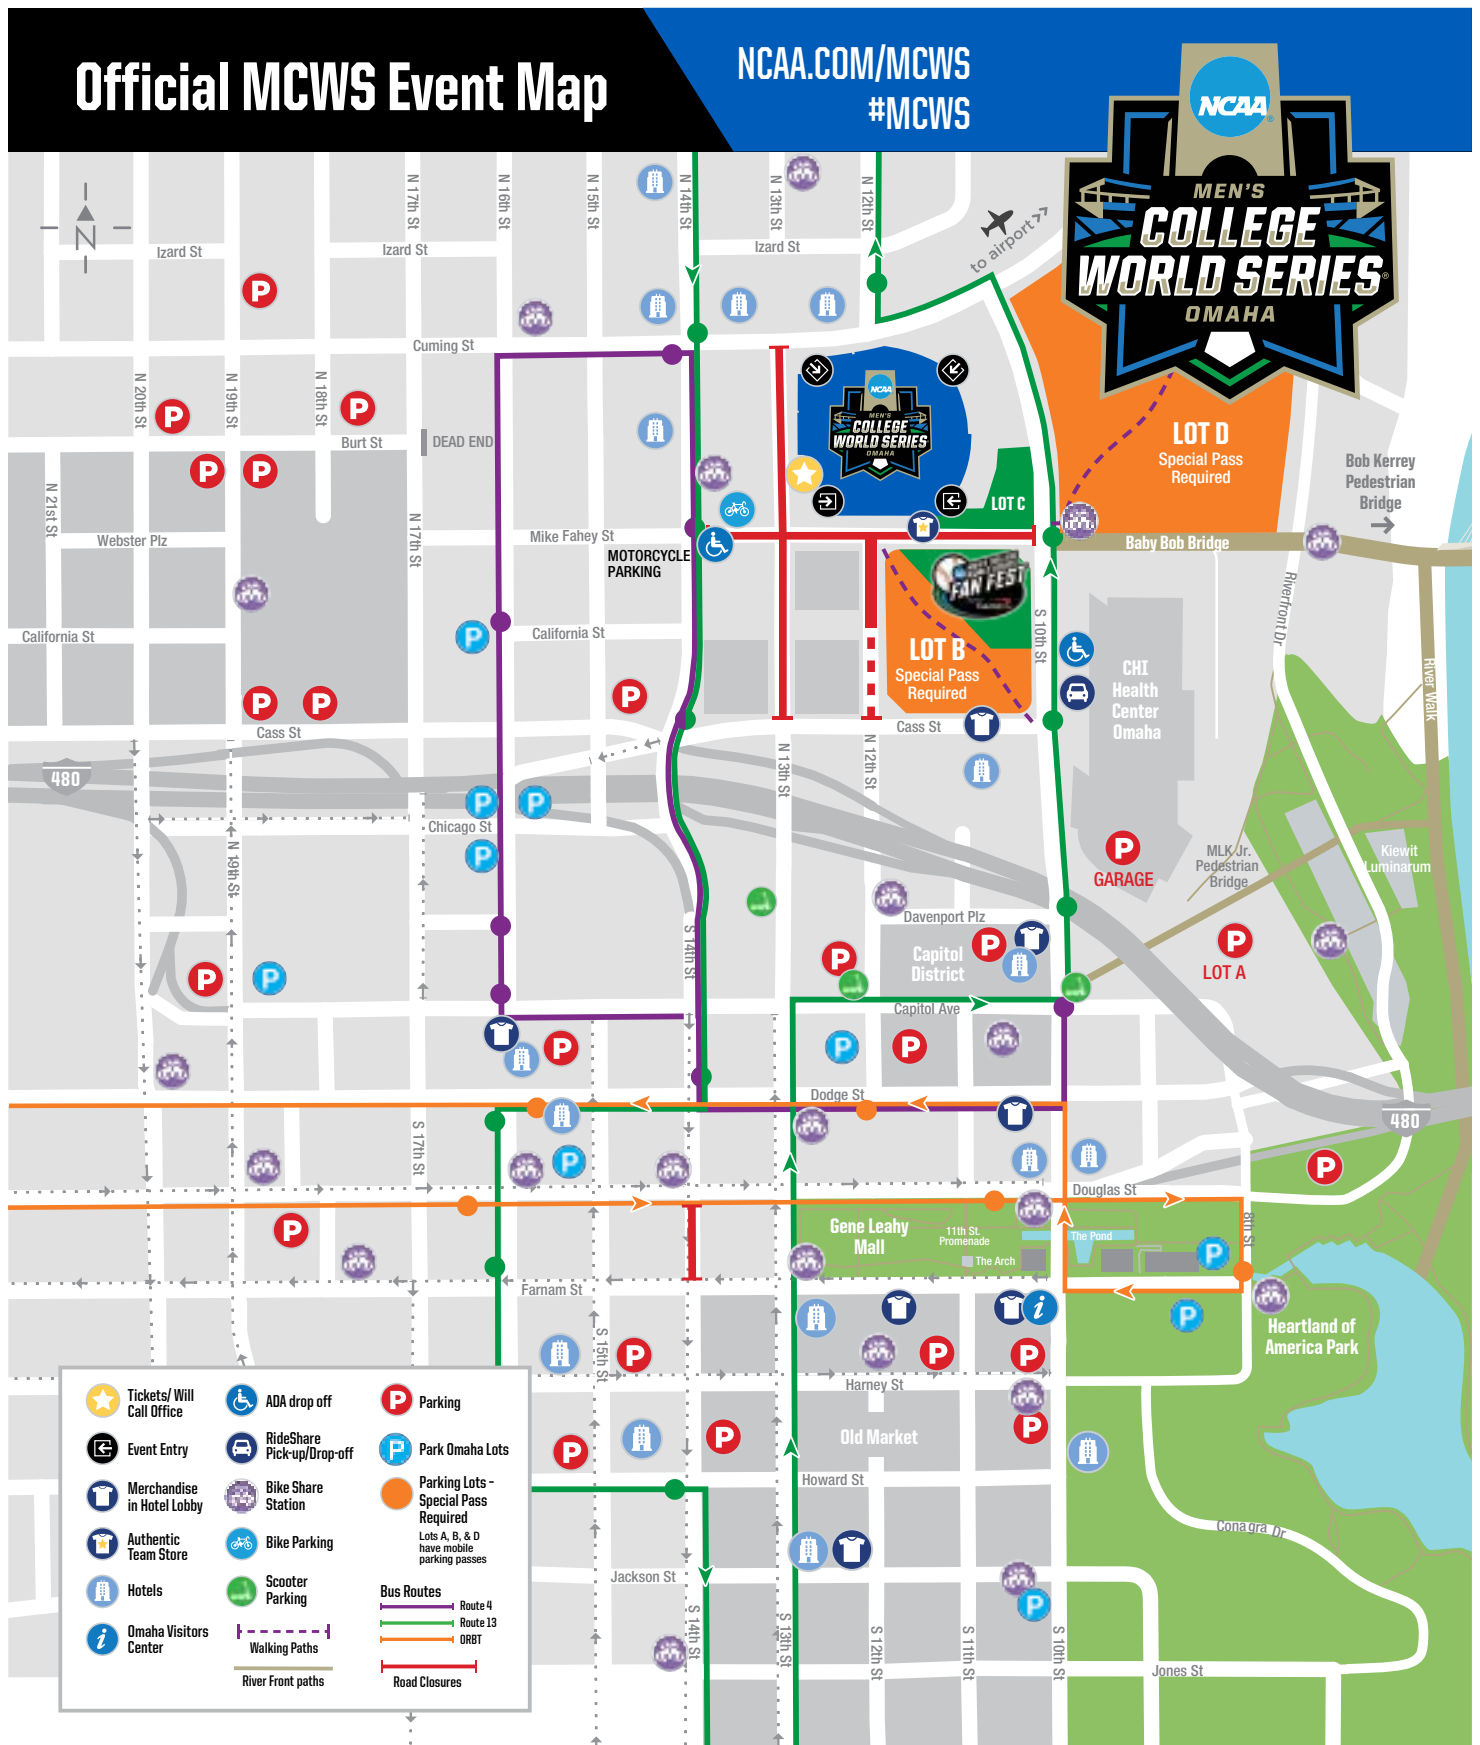 Official MCWS Event Map
NCAA.COM/MCWS
#MCWS
NCAA
MEN'S
COLLEGE
WORLD SERIES
OMAHA
N
N 17th St
N 16th St
N 15th St
N 14th St
N 13th St
N 12th St
Izard St
Izard St
Izard St
to airport >>
Cuming St
N 20th St
N 19th St
N 18th St
Burt St
DEAD END
NCAA
MEN'S
COLLEGE
WORLD SERIES
OMAHA
LOT C
LOT D
Special Pass
Required
Bob Kerrey
Pedestrian
Bridge
N 21st St
Webster Plz
N 17th St
Mike Fahey St
MOTORCYCLE
PARKING
Baby Bob Bridge
FAN FEST
Riverfront Dr
California St
California St
LOT B
Special Pass
Required
S 10th St
CHI
Health
Center
Omaha
River Walk
Cass St
Cass St
480
N 13th St
N 12th St
Chicago St
N 19th St
GARAGE
MLK Jr.
Pedestrian
Bridge
Kiewit
Luminarum
Davenport Plz
S 14th St
Capitol
District
LOT A
Capitol Ave
Dodge St
480
S 17th St
Douglas St
Gene Leahy
Mall
11th St.
Promenade
The Arch
The Pond
8th St
Farnam St
Heartland of
America Park
S 15th St
Harney St
Old Market
Howard St
Conagra Dr
Jackson St
S 14th St
S 13th St
S 12th St
S 11th St
S 10th St
Jones St
Tickets/ Will
Call Office
Event Entry
Merchandise
in Hotel Lobby
Authentic
Team Store
Hotels
Omaha Visitors
Center
ADA drop off
RideShare
Pick-up/Drop-off
Bike Share
Station
Bike Parking
Scooter
Parking
Walking Paths
River Front paths
P
Parking
P
Park Omaha Lots
Parking Lots -
Special Pass
Required
Lots A, B, & D
have mobile
parking passes
Bus Routes
Route 4
Route 13
ORBT
Road Closures